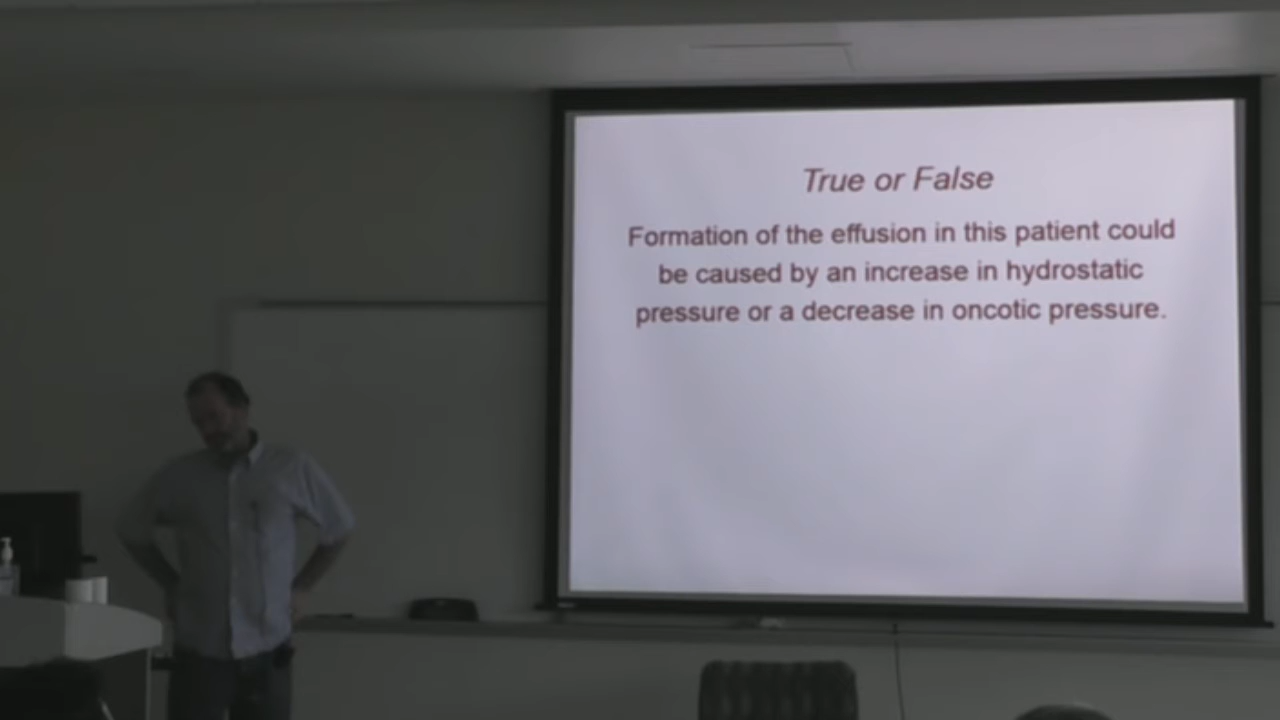 True or False
Formation of the effusion in this patient could
be caused by an increase in hydrostatic
pressure or a decrease in oncotic pressure.